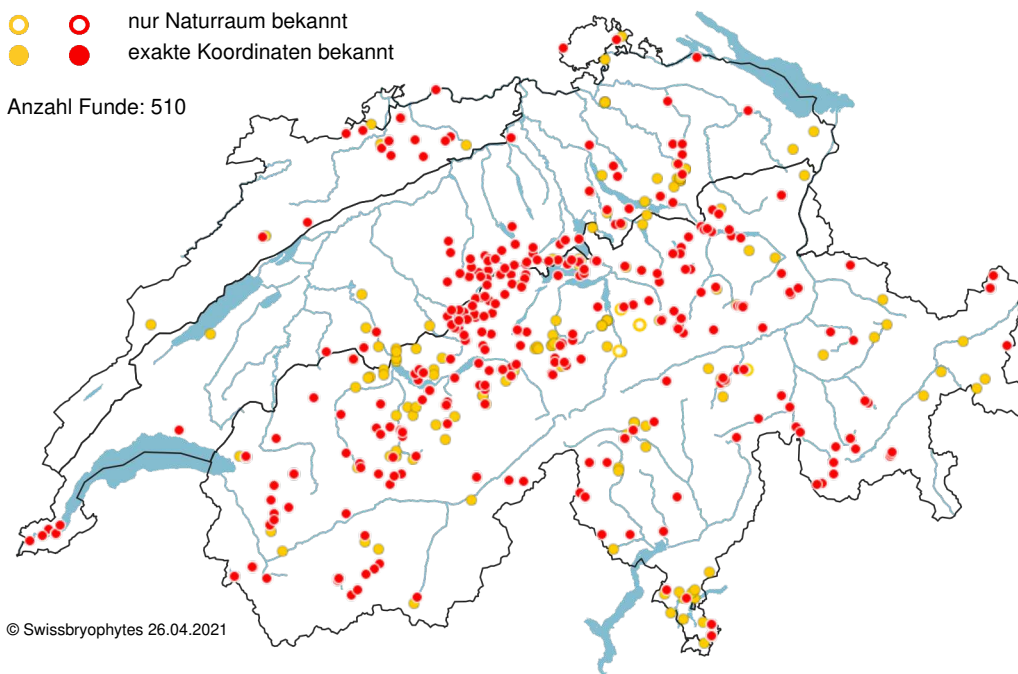 nur Naturraum bekannt
exakte Koordinaten bekannt
Anzahl Funde: 510
© Swissbryophytes 26.04.2021